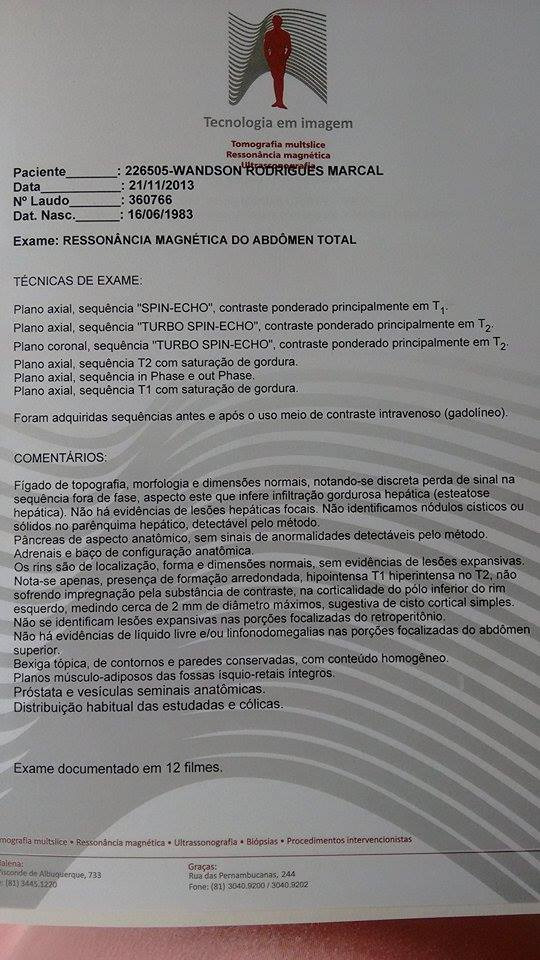 Tecnologia em imagem
Tomografia multslice
Ressonância magnética
Ultrassonografia
Paciente_______: 226505-WANDSON RODRIGUES MARCAL
Data__________: 21/11/2013
Nº Laudo______: 360766
Dat. Nasc.______: 16/06/1983
Exame: RESSONÂNCIA MAGNÉTICA DO ABDÔMEN TOTAL
TÉCNICAS DE EXAME:
Plano axial, sequência "SPIN-ECHO", contraste ponderado principalmente em T1.
Plano axial, sequência "TURBO SPIN-ECHO", contraste ponderado principalmente em T2.
Plano coronal, sequência "TURBO SPIN-ECHO", contraste ponderado principalmente em T2.
Plano axial, sequência T2 com saturação de gordura.
Plano axial, sequência in Phase e out Phase.
Plano axial, sequência T1 com saturação de gordura.
Foram adquiridas sequências antes e após o uso meio de contraste intravenoso (gadolíneo).
COMENTÁRIOS:
Fígado de topografia, morfologia e dimensões normais, notando-se discreta perda de sinal na
sequência fora de fase, aspecto este que infere infiltração gordurosa hepática (esteatose
hepática). Não há evidências de lesões hepáticas focais. Não identificamos nódulos císticos ou
sólidos no parênquima hepático, detectável pelo método.
Pâncreas de aspecto anatômico, sem sinais de anormalidades detectáveis pelo método.
Adrenais e baço de configuração anatômica.
Os rins são de localização, forma e dimensões normais, sem evidências de lesões expansivas.
Nota-se apenas, presença de formação arredondada, hipointensa T1 hiperintensa no T2, não
sofrendo impregnação pela substância de contraste, na corticalidade do pólo inferior do rim
esquerdo, medindo cerca de 2 mm de diâmetro máximos, sugestiva de cisto cortical simples.
Não se identificam lesões expansivas nas porções focalizadas do retroperitônio.
Não há evidências de líquido livre e/ou linfonodomegalias nas porções focalizadas do abdômen
superior.
Bexiga tópica, de contornos e paredes conservadas, com conteúdo homogêneo.
Planos músculo-adiposos das fossas ísquio-retais íntegros.
Próstata e vesículas seminais anatômicas.
Distribuição habitual das estudadas e cólicas.
Exame documentado em 12 filmes.
mografia multslice • Ressonância magnética • Ultrassonografia • Biópsias • Procedimentos intervencionistas
dalena:
Visconde de Albuquerque, 733
: (81) 3445.1220
Graças:
Rua das Pernambucanas, 244
Fone: (81) 3040.9200 / 3040.9202